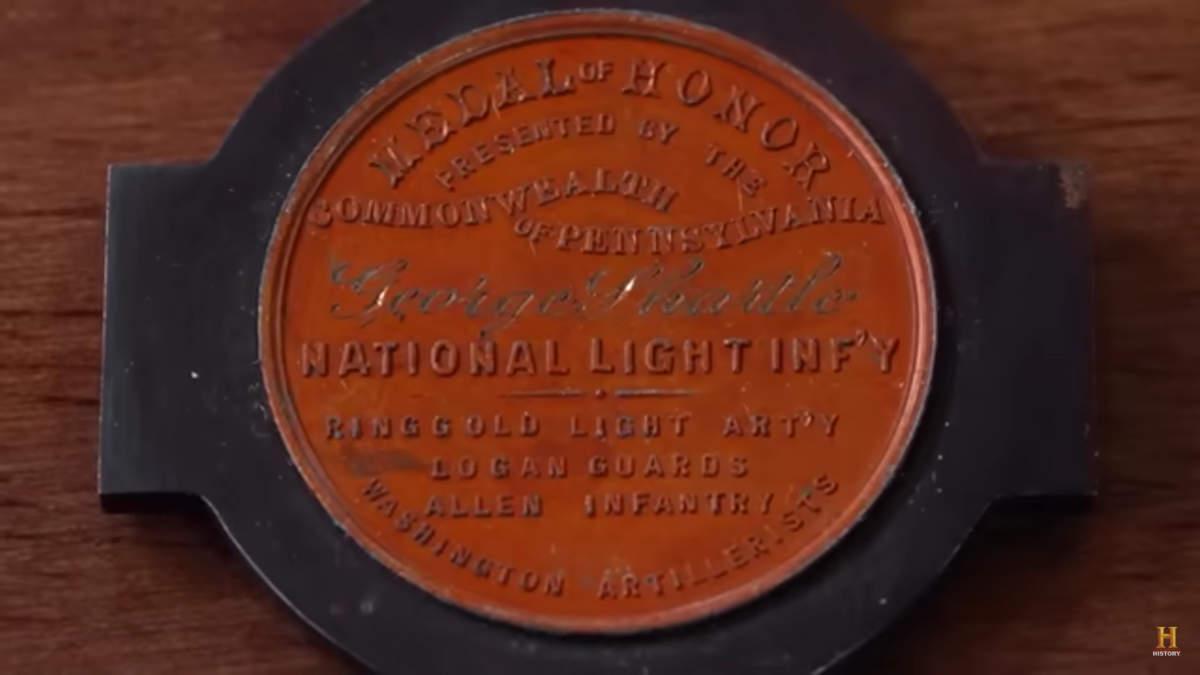 MEDAL OF HONOR
PRESENTED BY THE
COMMONWEALTH
OF PENNSYLVANIA
George Shartle
NATIONAL LIGHT INF'Y
RINGGOLD LIGHT ART'Y
LOGAN GUARDS
ALLEN INFANTRY
WASHINGTON ARTILLERISTS
H
HISTORY